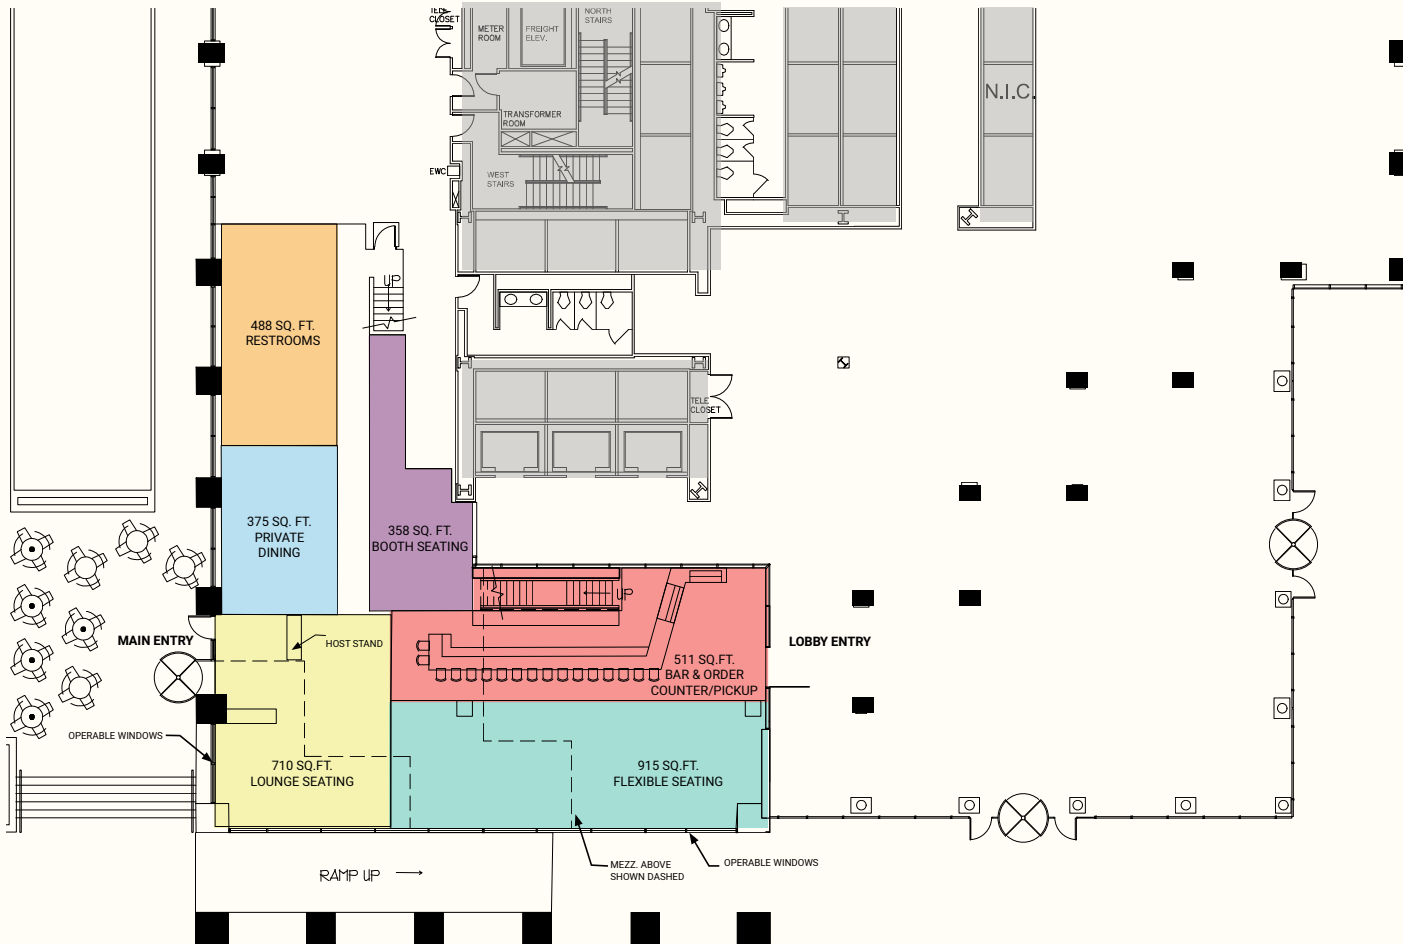 TELE
CLOSET
METER
ROOM
FREIGHT
ELEV.
NORTH
STAIRS
N.I.C.
TRANSFORMER
ROOM
EWC
WEST
STAIRS
UP
488 SQ. FT.
RESTROOMS
TELE
CLOSET
375 SQ. FT.
PRIVATE
DINING
358 SQ. FT.
BOOTH SEATING
UP
MAIN ENTRY
HOST STAND
LOBBY ENTRY
511 SQ.FT.
BAR & ORDER
COUNTER/PICKUP
OPERABLE WINDOWS
710 SQ.FT.
LOUNGE SEATING
915 SQ.FT.
FLEXIBLE SEATING
MEZZ. ABOVE
SHOWN DASHED
OPERABLE WINDOWS
RAMP UP